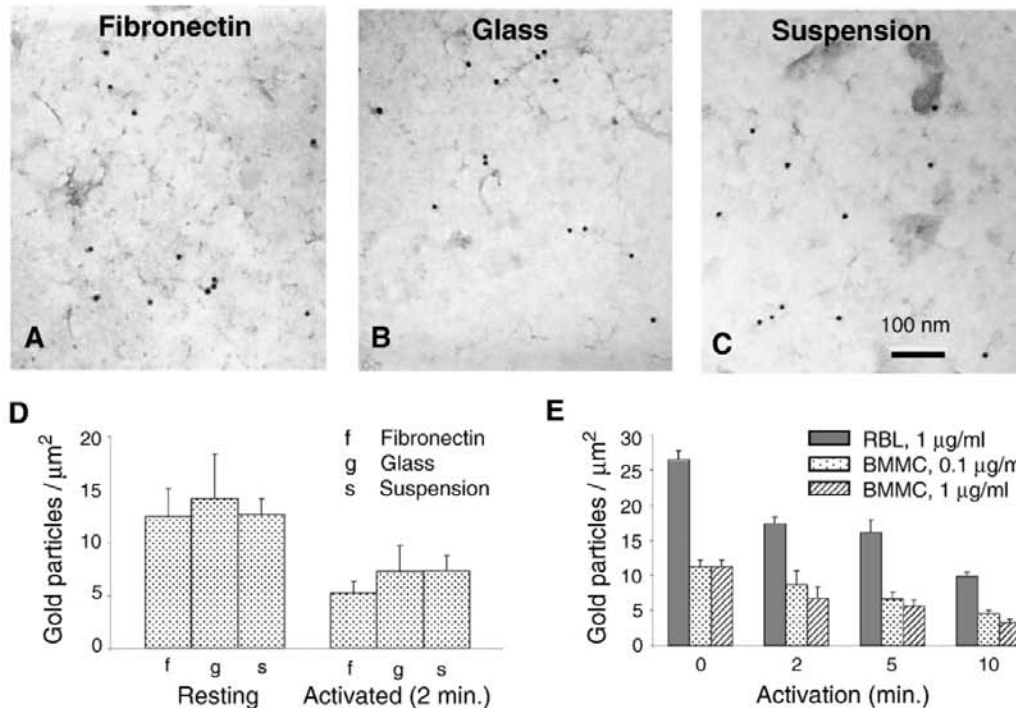 Fibronectin
Glass
Suspension
A
B
C
100 nm
D
Gold particles / μm²
20
15
10
5
0
f Fibronectin
g Glass
s Suspension
f g s f g s
Resting Activated (2 min.)
E
Gold particles / μm²
30
25
20
15
10
5
0
RBL, 1 μg/ml
BMMC, 0.1 μg/m
BMMC, 1 μg/ml
0 2 5 10
Activation (min.)